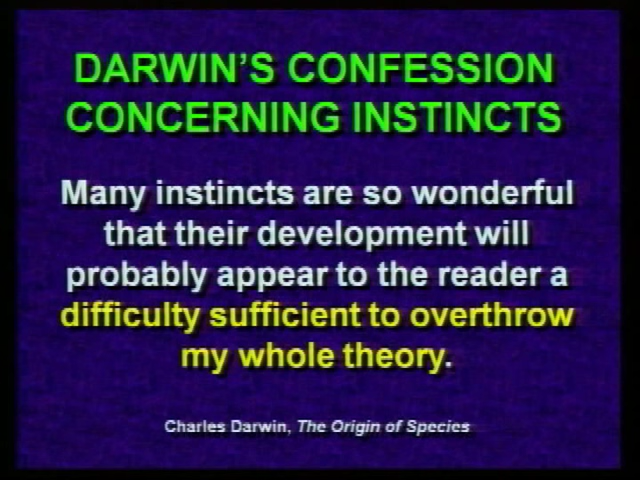 DARWIN'S CONFESSION
CONCERNING INSTINCTS
Many instincts are so wonderful
that their development will
probably appear to the reader a
difficulty sufficient to overthrow
my whole theory.
Charles Darwin, The Origin of Species